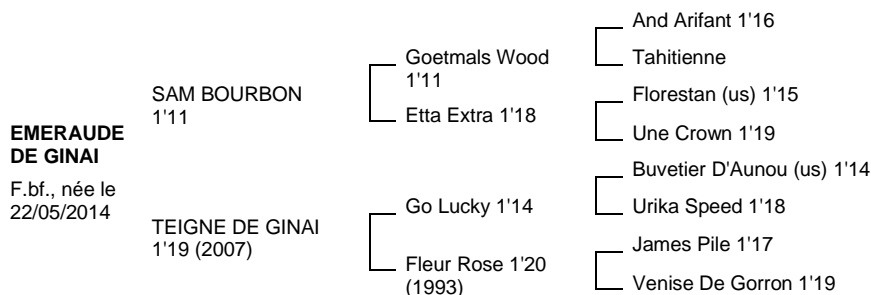 EMERAUDE
DE GINAI
F.bf., née le
22/05/2014
SAM BOURBON
1'11
TEIGNE DE GINAI
1'19 (2007)
Goetmals Wood
1'11
Etta Extra 1'18
Go Lucky 1'14
Fleur Rose 1'20
(1993)
And Arifant 1'16
Tahitienne
Florestan (us) 1'15
Une Crown 1'19
Buvetier D'Aunou (us) 1'14
Urika Speed 1'18
James Pile 1'17
Venise De Gorron 1'19